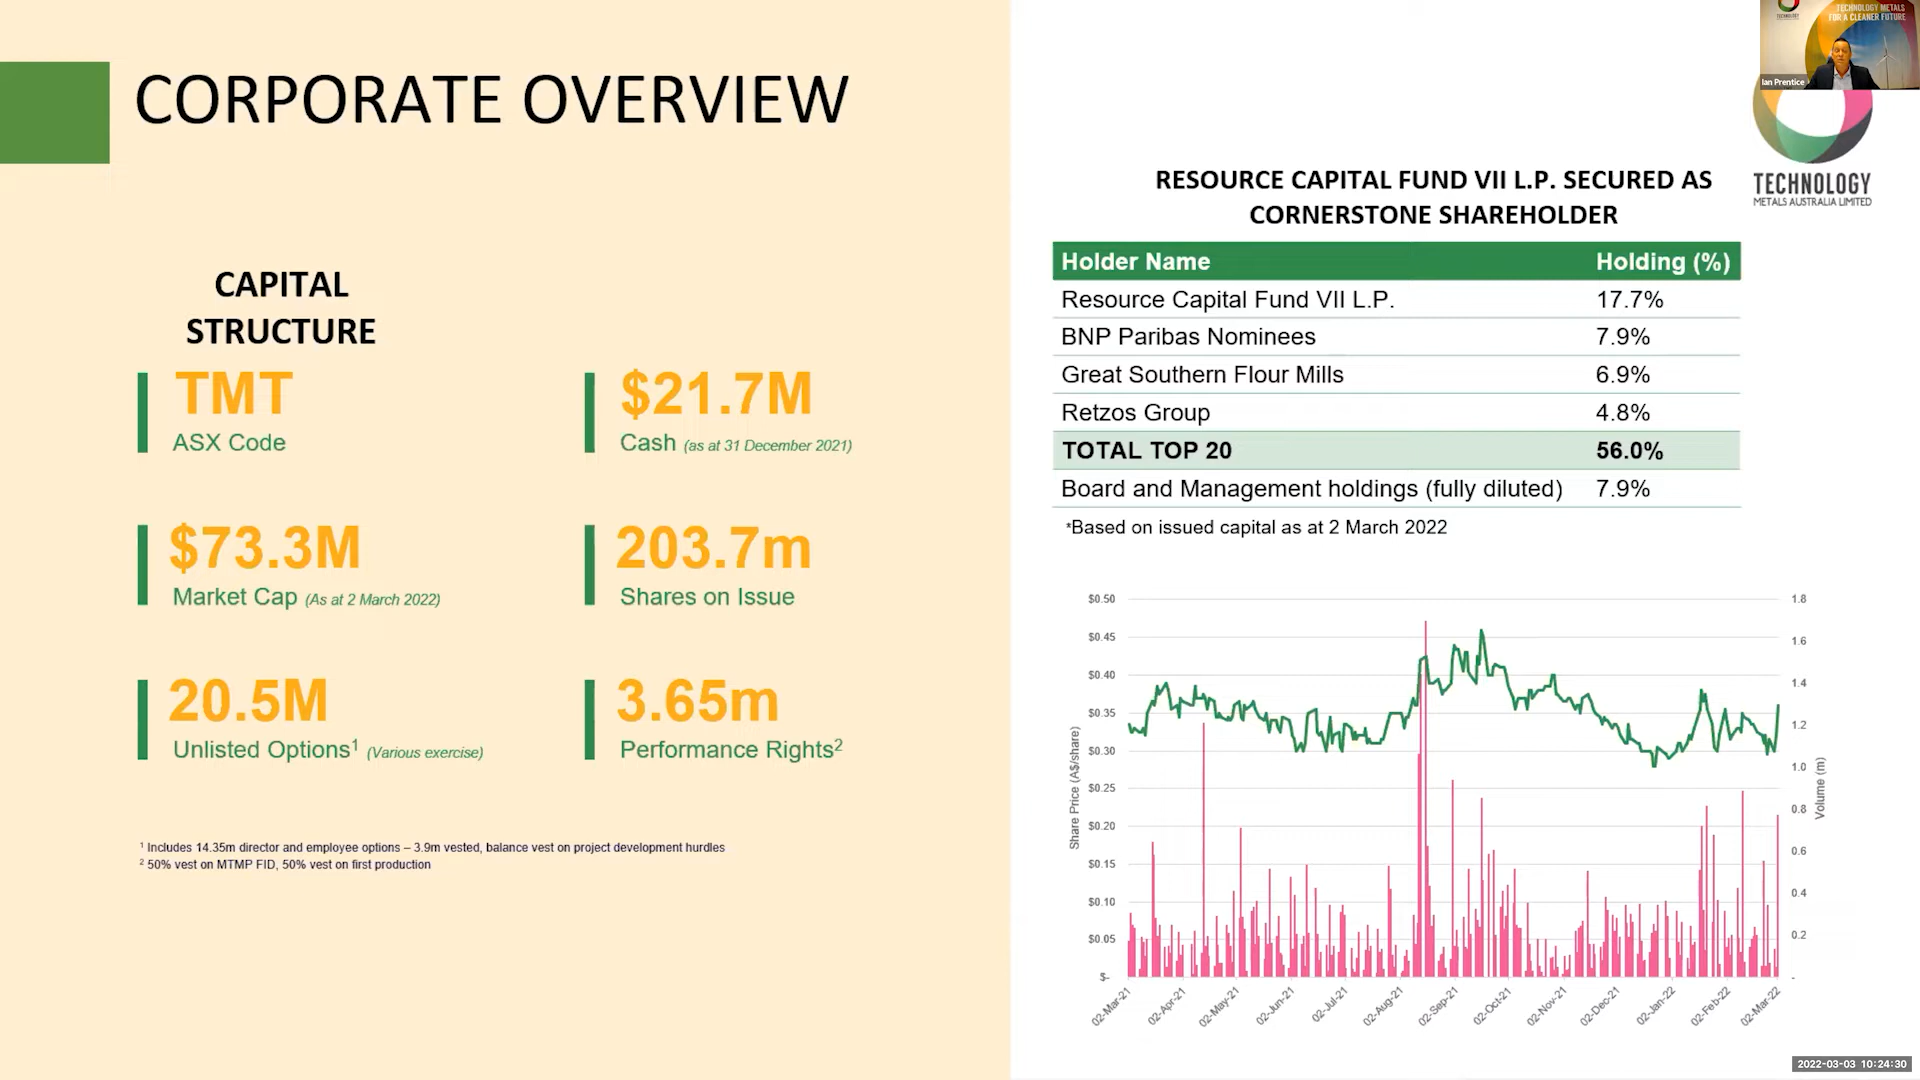 CORPORATE OVERVIEW
CAPITAL
STRUCTURE
TMT
ASX Code
$21.7M
Cash (as at 31 December 2021)
$73.3M
Market Cap (As at 2 March 2022)
203.7m
Shares on Issue
20.5M
Unlisted Options1 (Various exercise)
3.65m
Performance Rights2
1 Includes 14.35m director and employee options – 3.9m vested, balance vest on project development hurdles
2 50% vest on MTMP FID, 50% vest on first production
TECHNOLOGY METALS
FOR A CLEANER FUTURE
Ian Prentice
TECHNOLOGY
METALS AUSTRALIA LIMITED
RESOURCE CAPITAL FUND VII L.P. SECURED AS
CORNERSTONE SHAREHOLDER
Holder Name Holding (%)
Resource Capital Fund VII L.P. 17.7%
BNP Paribas Nominees 7.9%
Great Southern Flour Mills 6.9%
Retzos Group 4.8%
TOTAL TOP 20 56.0%
Board and Management holdings (fully diluted) 7.9%
*Based on issued capital as at 2 March 2022
Share Price (A$/share)
$0.50
$0.45
$0.40
$0.35
$0.30
$0.25
$0.20
$0.15
$0.10
$0.05
$-
1.8
1.6
1.4
1.2
1.0
0.8
0.6
0.4
0.2
-
Volume (m)
02-Mar-21
02-Apr-21
02-May-21
02-Jun-21
02-Jul-21
02-Aug-21
02-Sep-21
02-Oct-21
02-Nov-21
02-Dec-21
02-Jan-22
02-Feb-22
02-Mar-22
2022-03-03 10:24:30